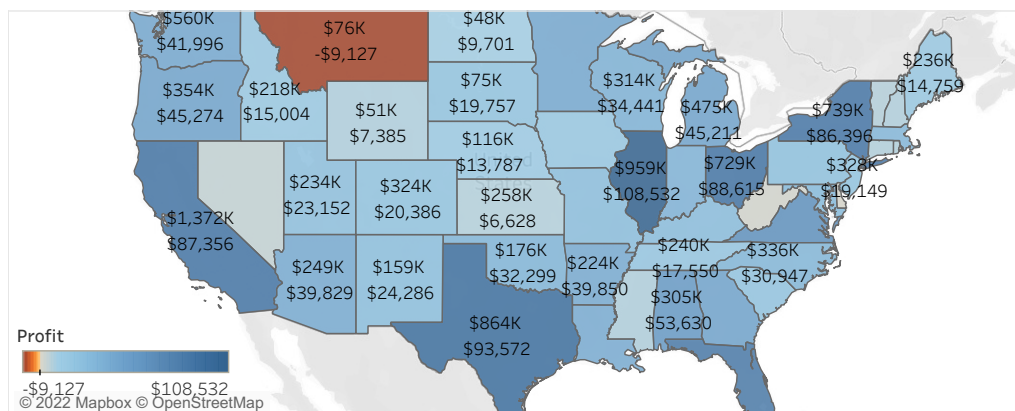 $560K
$41,996
$76K
-$9,127
$48K
$9,701
$354K
$45,274
$218K
$15,004
$51K
$7,385
$75K
$19,757
$116K
$13,787
$314K
$34,441
$475K
$45,211
$739K
$86,396
$236K
$14,759
$1,372K
$87,356
$234K
$23,152
$324K
$20,386
$258K
$6,628
$959K
$108,532
$729K
$88,615
$328K
$19,149
$249K
$39,829
$159K
$24,286
$176K
$32,299
$224K
$39,850
$240K
$17,550
$336K
$30,947
$305K
$53,630
$864K
$93,572
Profit
-$9,127
$108,532
© 2022 Mapbox © OpenStreetMap